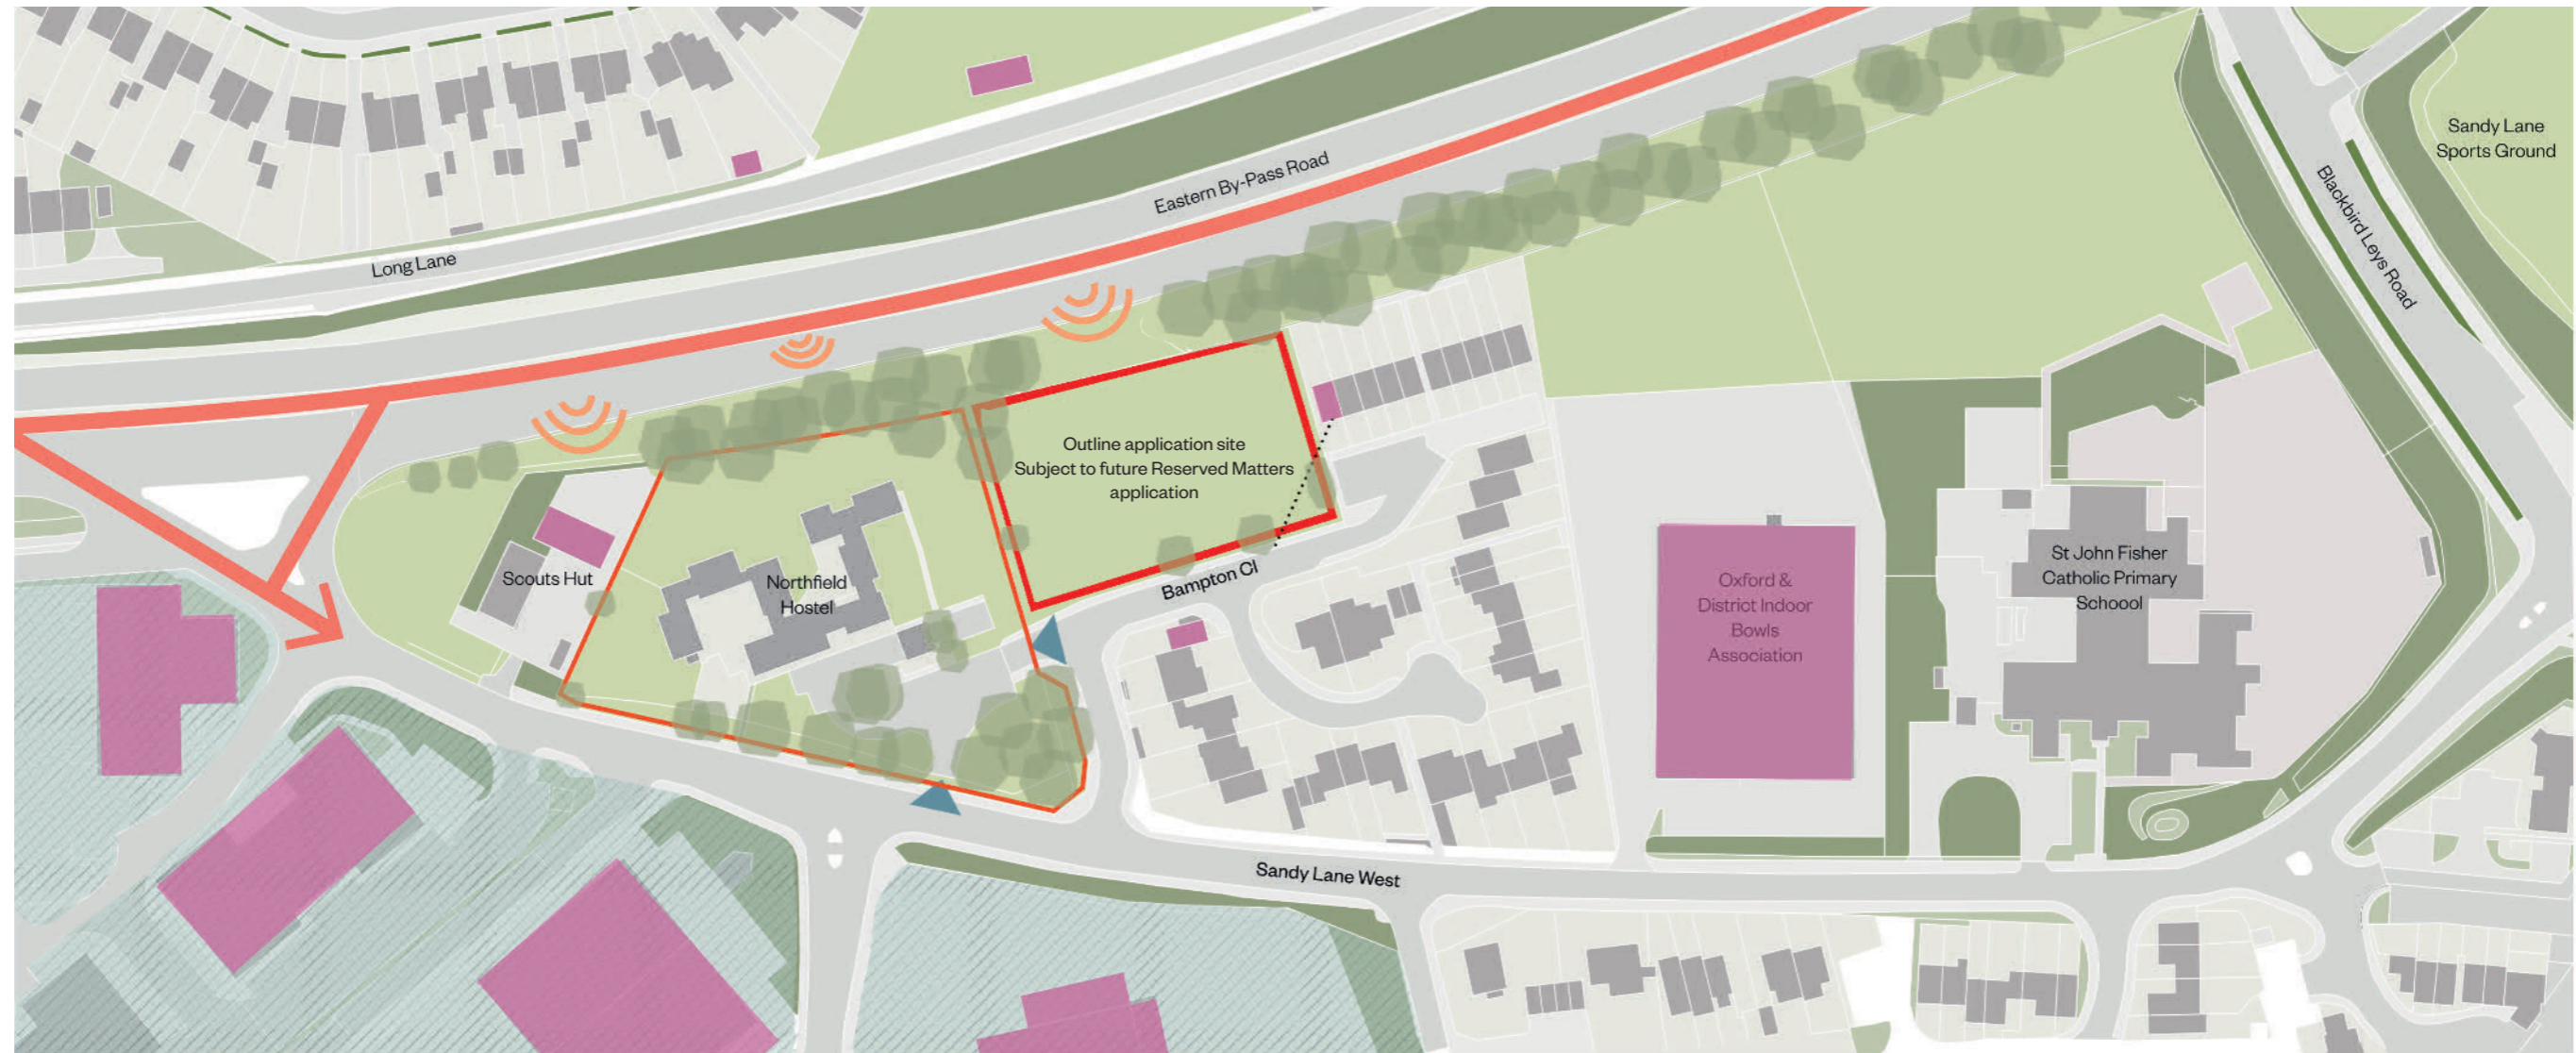 Sandy Lane
Sports Ground
Eastern By-Pass Road
Blackbird Leys Road
Long Lane
Outline application site
Subject to future Reserved Matters
application
Scouts Hut
Northfield
Hostel
Bampton Cl
Oxford &
District Indoor
Bowls
Association
St John Fisher
Catholic Primary
Schoool
Sandy Lane West